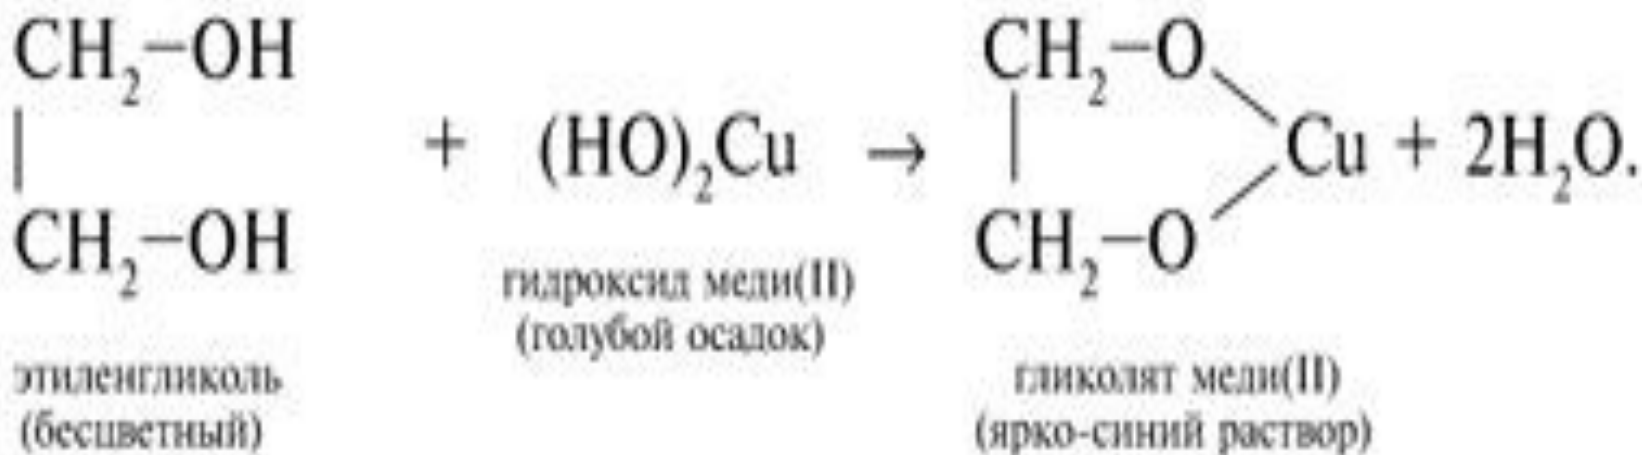 CH₂–OH CH₂–O
+ (HO)₂Cu → Cu + 2H₂O.
CH₂–OH CH₂–O
гидроксид меди(II)
(голубой осадок)
этиленгликоль
(бесцветный)
гликолят меди(II)
(ярко-синий раствор)